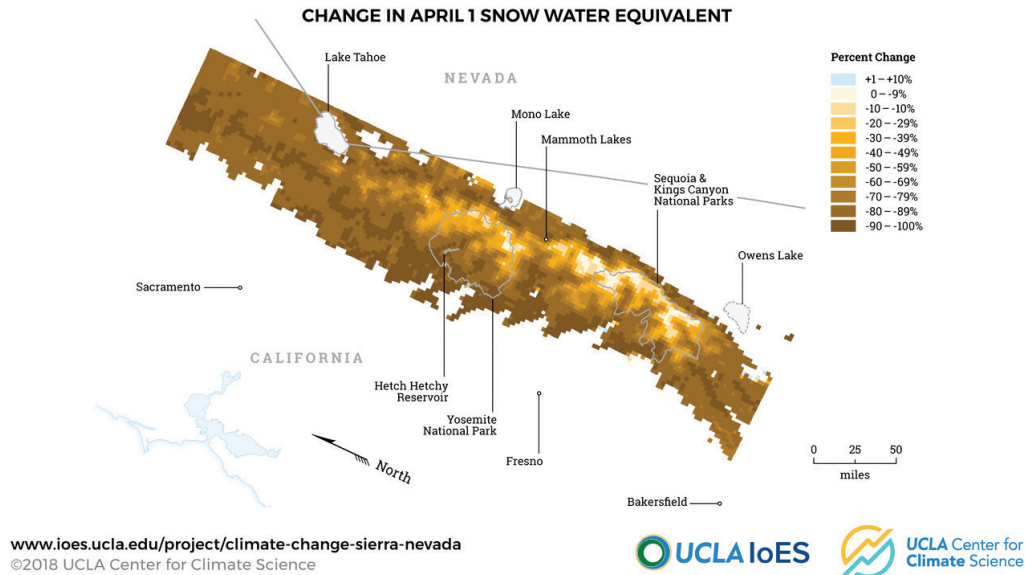 CHANGE IN APRIL 1 SNOW WATER EQUIVALENT
Lake Tahoe
NEVADA
Mono Lake
Mammoth Lakes
Sequoia &
Kings Canyon
National Parks
Owens Lake
Percent Change
+1 – +10%
0 – -9%
-10 – -10%
-20 – -29%
-30 – -39%
-40 – -49%
-50 – -59%
-60 – -69%
-70 – -79%
-80 – -89%
-90 – -100%
Sacramento
CALIFORNIA
Hetch Hetchy
Reservoir
Yosemite
National Park
Fresno
North
Bakersfield
0 25 50
miles
www.ioes.ucla.edu/project/climate-change-sierra-nevada
©2018 UCLA Center for Climate Science
UCLA IoES
UCLA Center for
Climate Science